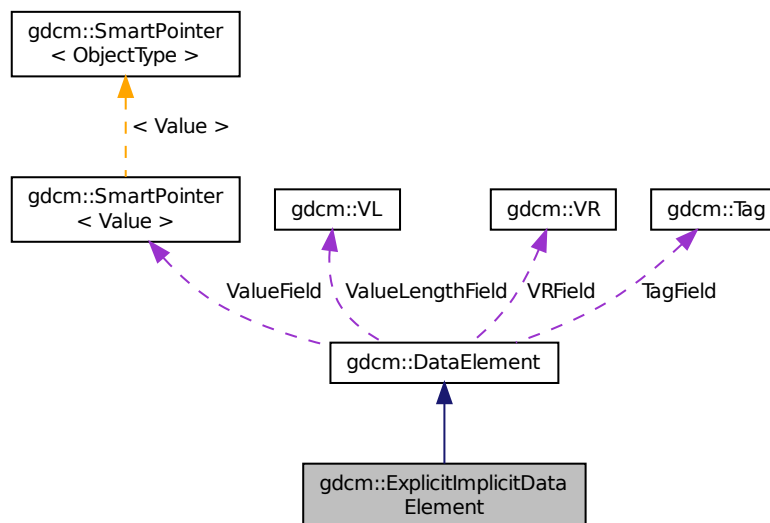 gdcm::SmartPointer
< ObjectType >
< Value >
gdcm::SmartPointer
< Value >
gdcm::VL
gdcm::VR
gdcm::Tag
ValueField
ValueLengthField
VRField
TagField
gdcm::DataElement
gdcm::ExplicitImplicitData
Element